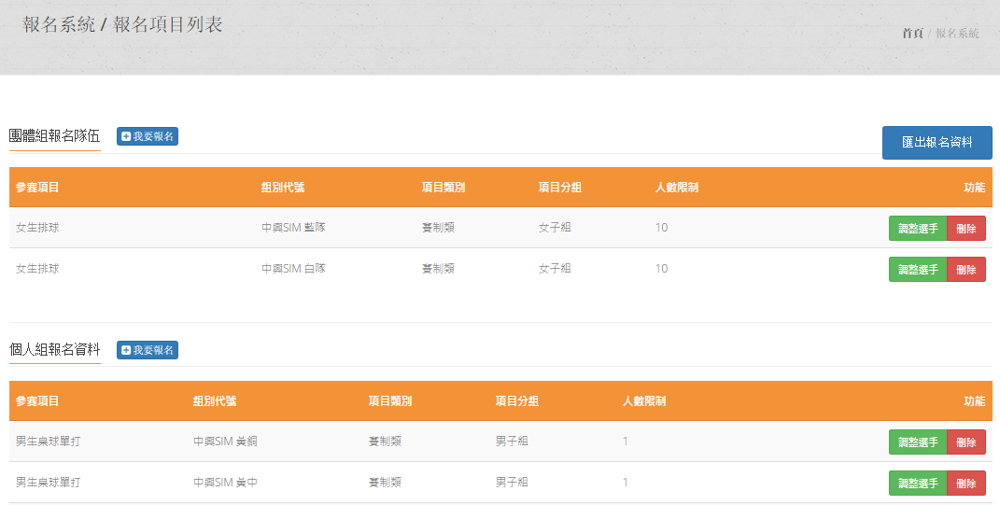 報名系統 / 報名項目列表
首頁 / 報名系統
團體組報名隊伍 我要報名
匯出報名資料
參賽項目 組別代號 項目類別 項目分組 人數限制 功能
女生排球 中興SIM 藍隊 賽制類 女子組 10 調整選手 刪除
女生排球 中興SIM 白隊 賽制類 女子組 10 調整選手 刪除
個人組報名資料 我要報名
參賽項目 組別代號 項目類別 項目分組 人數限制 功能
男生桌球單打 中興SIM 黃銅 賽制類 男子組 1 調整選手 刪除
男生桌球單打 中興SIM 黃中 賽制類 男子組 1 調整選手 刪除